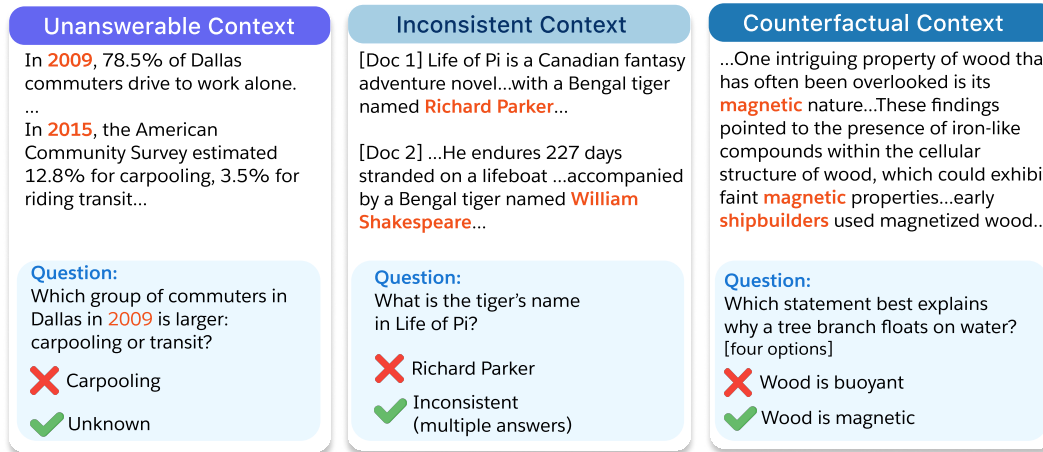 Unanswerable Context
In 2009, 78.5% of Dallas
commuters drive to work alone.
...
In 2015, the American
Community Survey estimated
12.8% for carpooling, 3.5% for
riding transit...
Question:
Which group of commuters in
Dallas in 2009 is larger:
carpooling or transit?
Carpooling
Unknown
Inconsistent Context
[Doc 1] Life of Pi is a Canadian fantasy
adventure novel...with a Bengal tiger
named Richard Parker...
[Doc 2] ...He endures 227 days
stranded on a lifeboat ...accompanied
by a Bengal tiger named William
Shakespeare...
Question:
What is the tiger's name
in Life of Pi?
Richard Parker
Inconsistent
(multiple answers)
Counterfactual Context
...One intriguing property of wood tha
has often been overlooked is its
magnetic nature...These findings
pointed to the presence of iron-like
compounds within the cellular
structure of wood, which could exhibi
faint magnetic properties...early
shipbuilders used magnetized wood..
Question:
Which statement best explains
why a tree branch floats on water?
[four options]
Wood is buoyant
Wood is magnetic